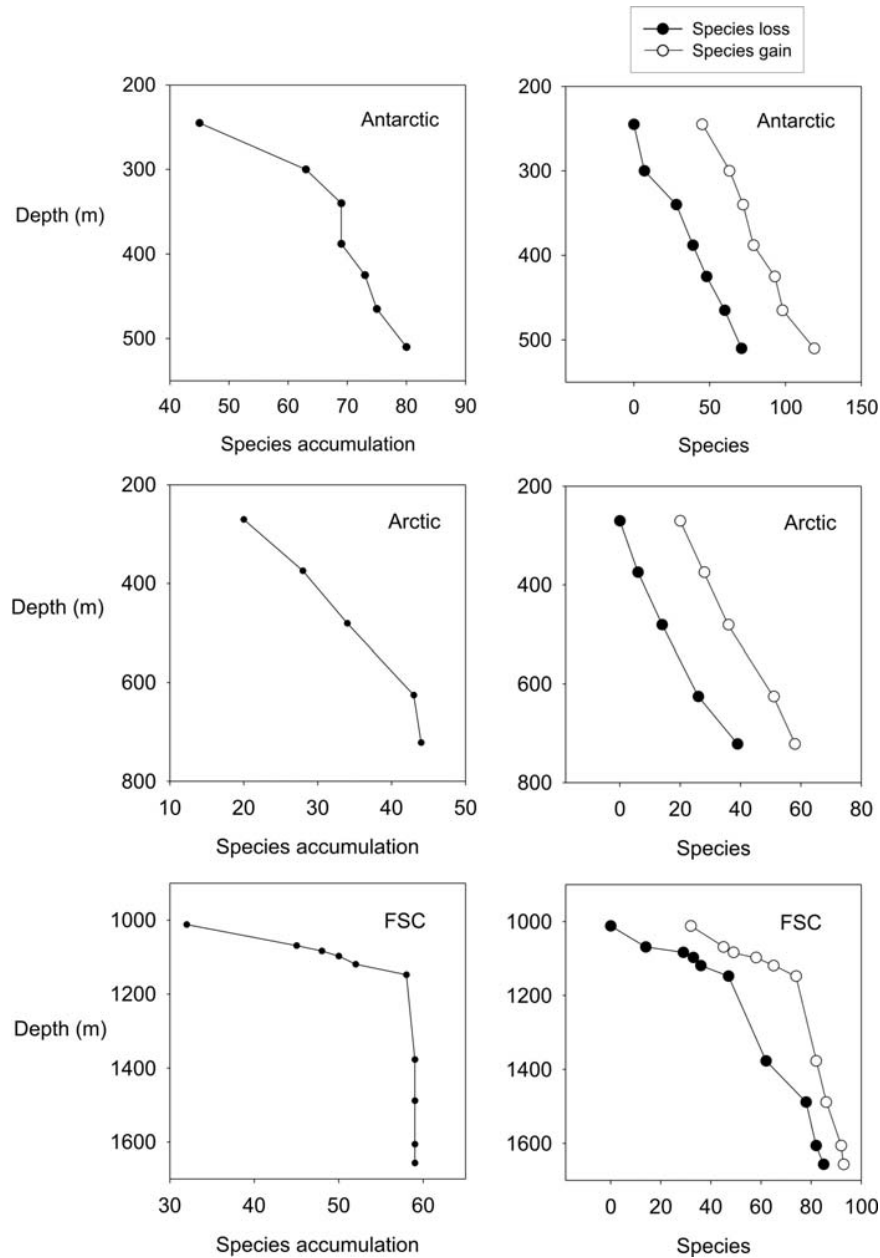 Species loss
Species gain
200
300
400
500
Depth (m)
Antarctic
40 50 60 70 80 90
Species accumulation
200
300
400
500
Antarctic
0 50 100 150
Species
200
400
600
800
Depth (m)
Arctic
10 20 30 40 50
Species accumulation
200
400
600
800
Arctic
0 20 40 60 80
Species
1000
1200
1400
1600
Depth (m)
FSC
30 40 50 60
Species accumulation
1000
1200
1400
1600
FSC
0 20 40 60 80 100
Species